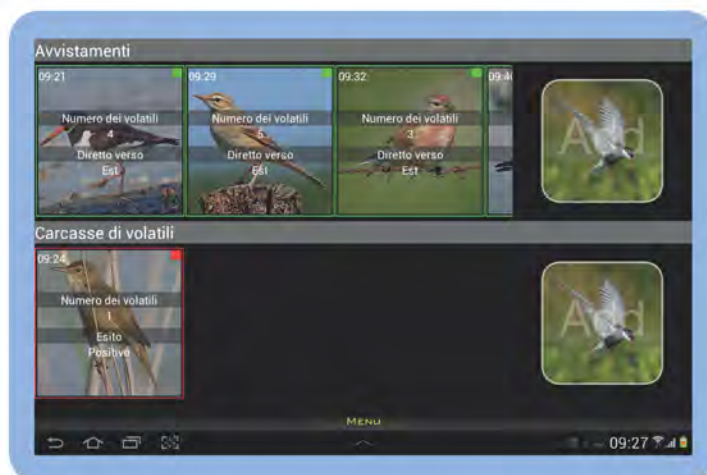 Avvistamenti
09:21
Numero dei volatili
4
Diretto verso
Est
09:29
Numero dei volatili
5
Diretto verso
Est
09:32
Numero dei volatili
3
Diretto verso
Est
Add
Carcasse di volatili
09:24
Numero dei volatili
1
Esito
Positivo
Add
Menu
09:27